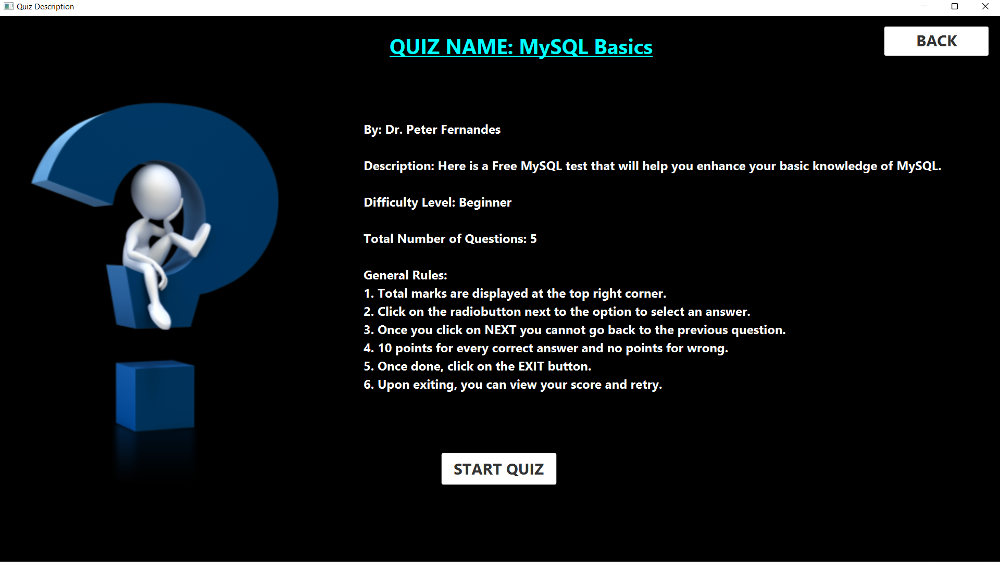 Quiz Description
QUIZ NAME: MySQL Basics
BACK
By: Dr. Peter Fernandes
Description: Here is a Free MySQL test that will help you enhance your basic knowledge of MySQL.
Difficulty Level: Beginner
Total Number of Questions: 5
General Rules:
1. Total marks are displayed at the top right corner.
2. Click on the radiobutton next to the option to select an answer.
3. Once you click on NEXT you cannot go back to the previous question.
4. 10 points for every correct answer and no points for wrong.
5. Once done, click on the EXIT button.
6. Upon exiting, you can view your score and retry.
START QUIZ